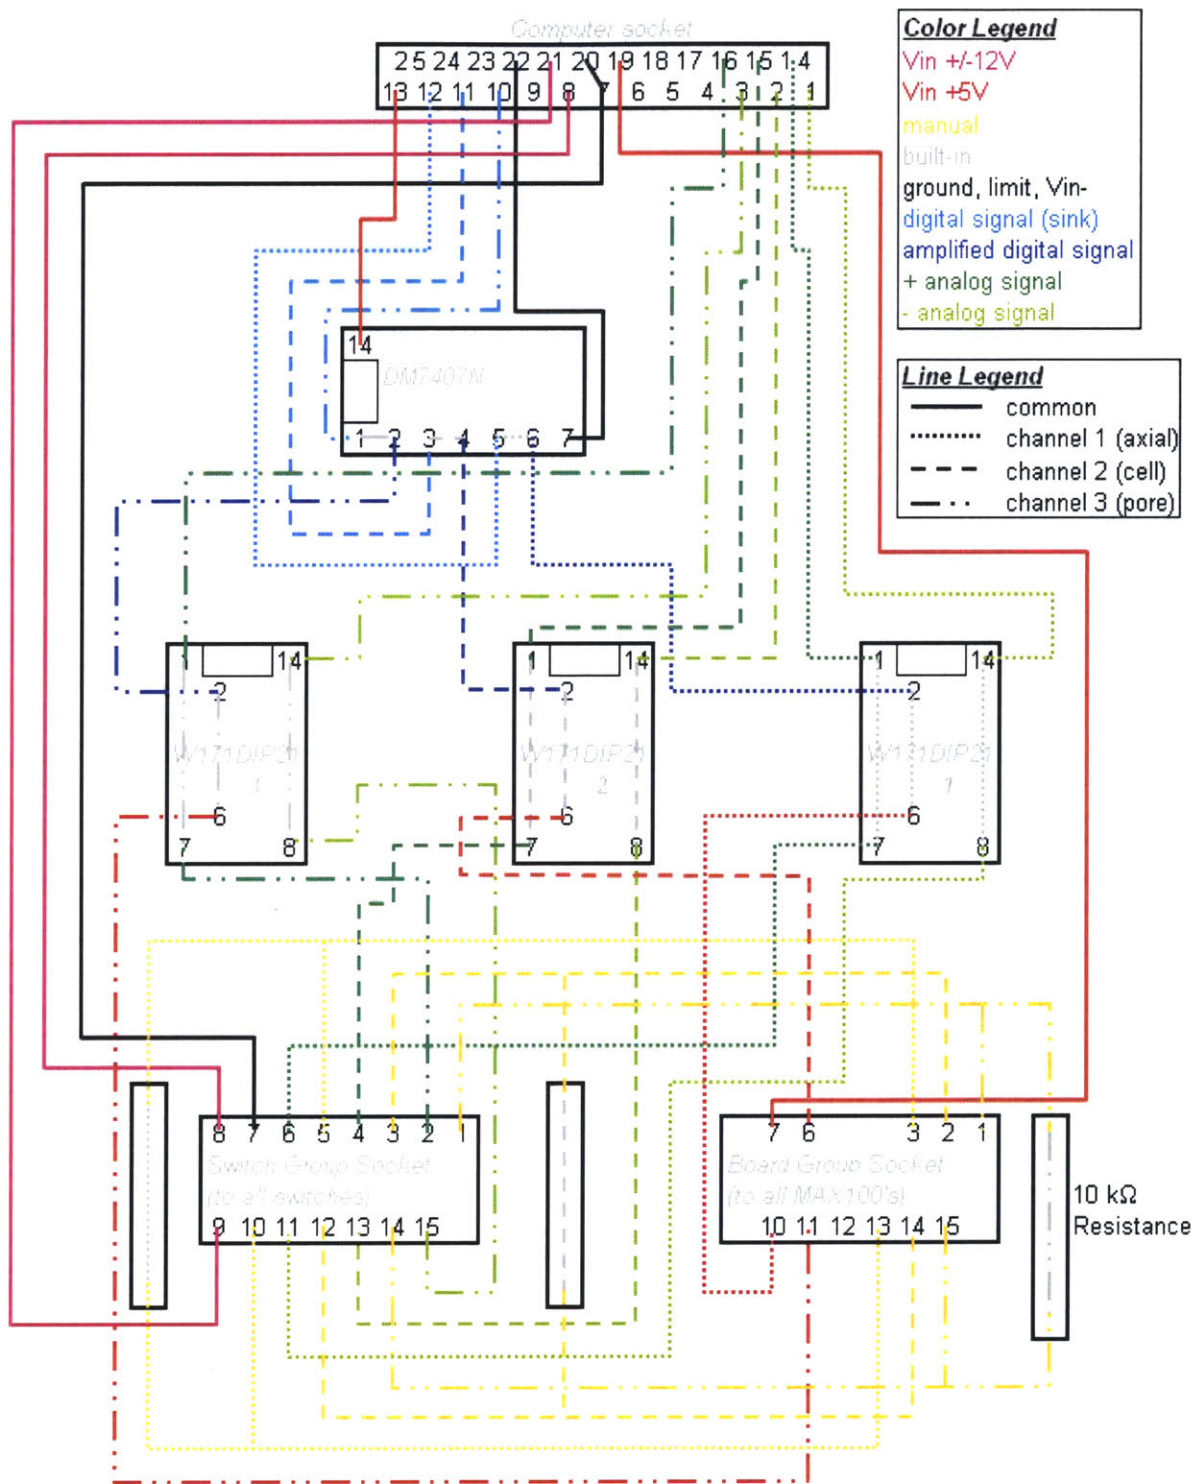 Computer socket
25 24 23 22 21 20 19 18 17 16 15 14
13 12 11 10 9 8 7 6 5 4 3 2 1
Color Legend
Vin +/-12V
Vin +5V
manual
built-in
ground, limit, Vin-
digital signal (sink)
amplified digital signal
+ analog signal
- analog signal
Line Legend
common
channel 1 (axial)
channel 2 (cell)
channel 3 (pore)
14
DM7407N
1 2 3 4 5 6 7
1 14
2
W171DIP21
3
6
7 8
1 14
2
W171DIP21
2
6
7 8
1 14
2
W171DIP21
1
6
7 8
8 7 6 5 4 3 2 1
Switch Group Socket
(to all switches)
9 10 11 12 13 14 15
7 6 3 2 1
Board Group Socket
(to all MAX100's)
10 11 12 13 14 15
10 kΩ
Resistance